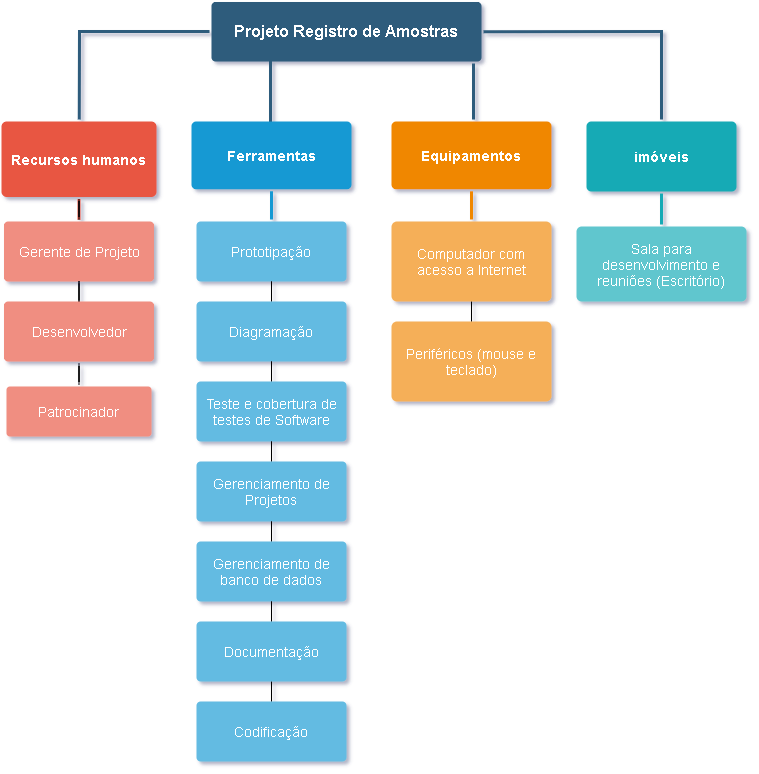 Projeto Registro de Amostras
Recursos humanos
Gerente de Projeto
Desenvolvedor
Patrocinador
Ferramentas
Prototipação
Diagramação
Teste e cobertura de
testes de Software
Gerenciamento de
Projetos
Gerenciamento de
banco de dados
Documentação
Codificação
Equipamentos
Computador com
acesso a Internet
Periféricos (mouse e
teclado)
imóveis
Sala para
desenvolvimento e
reuniões (Escritório)